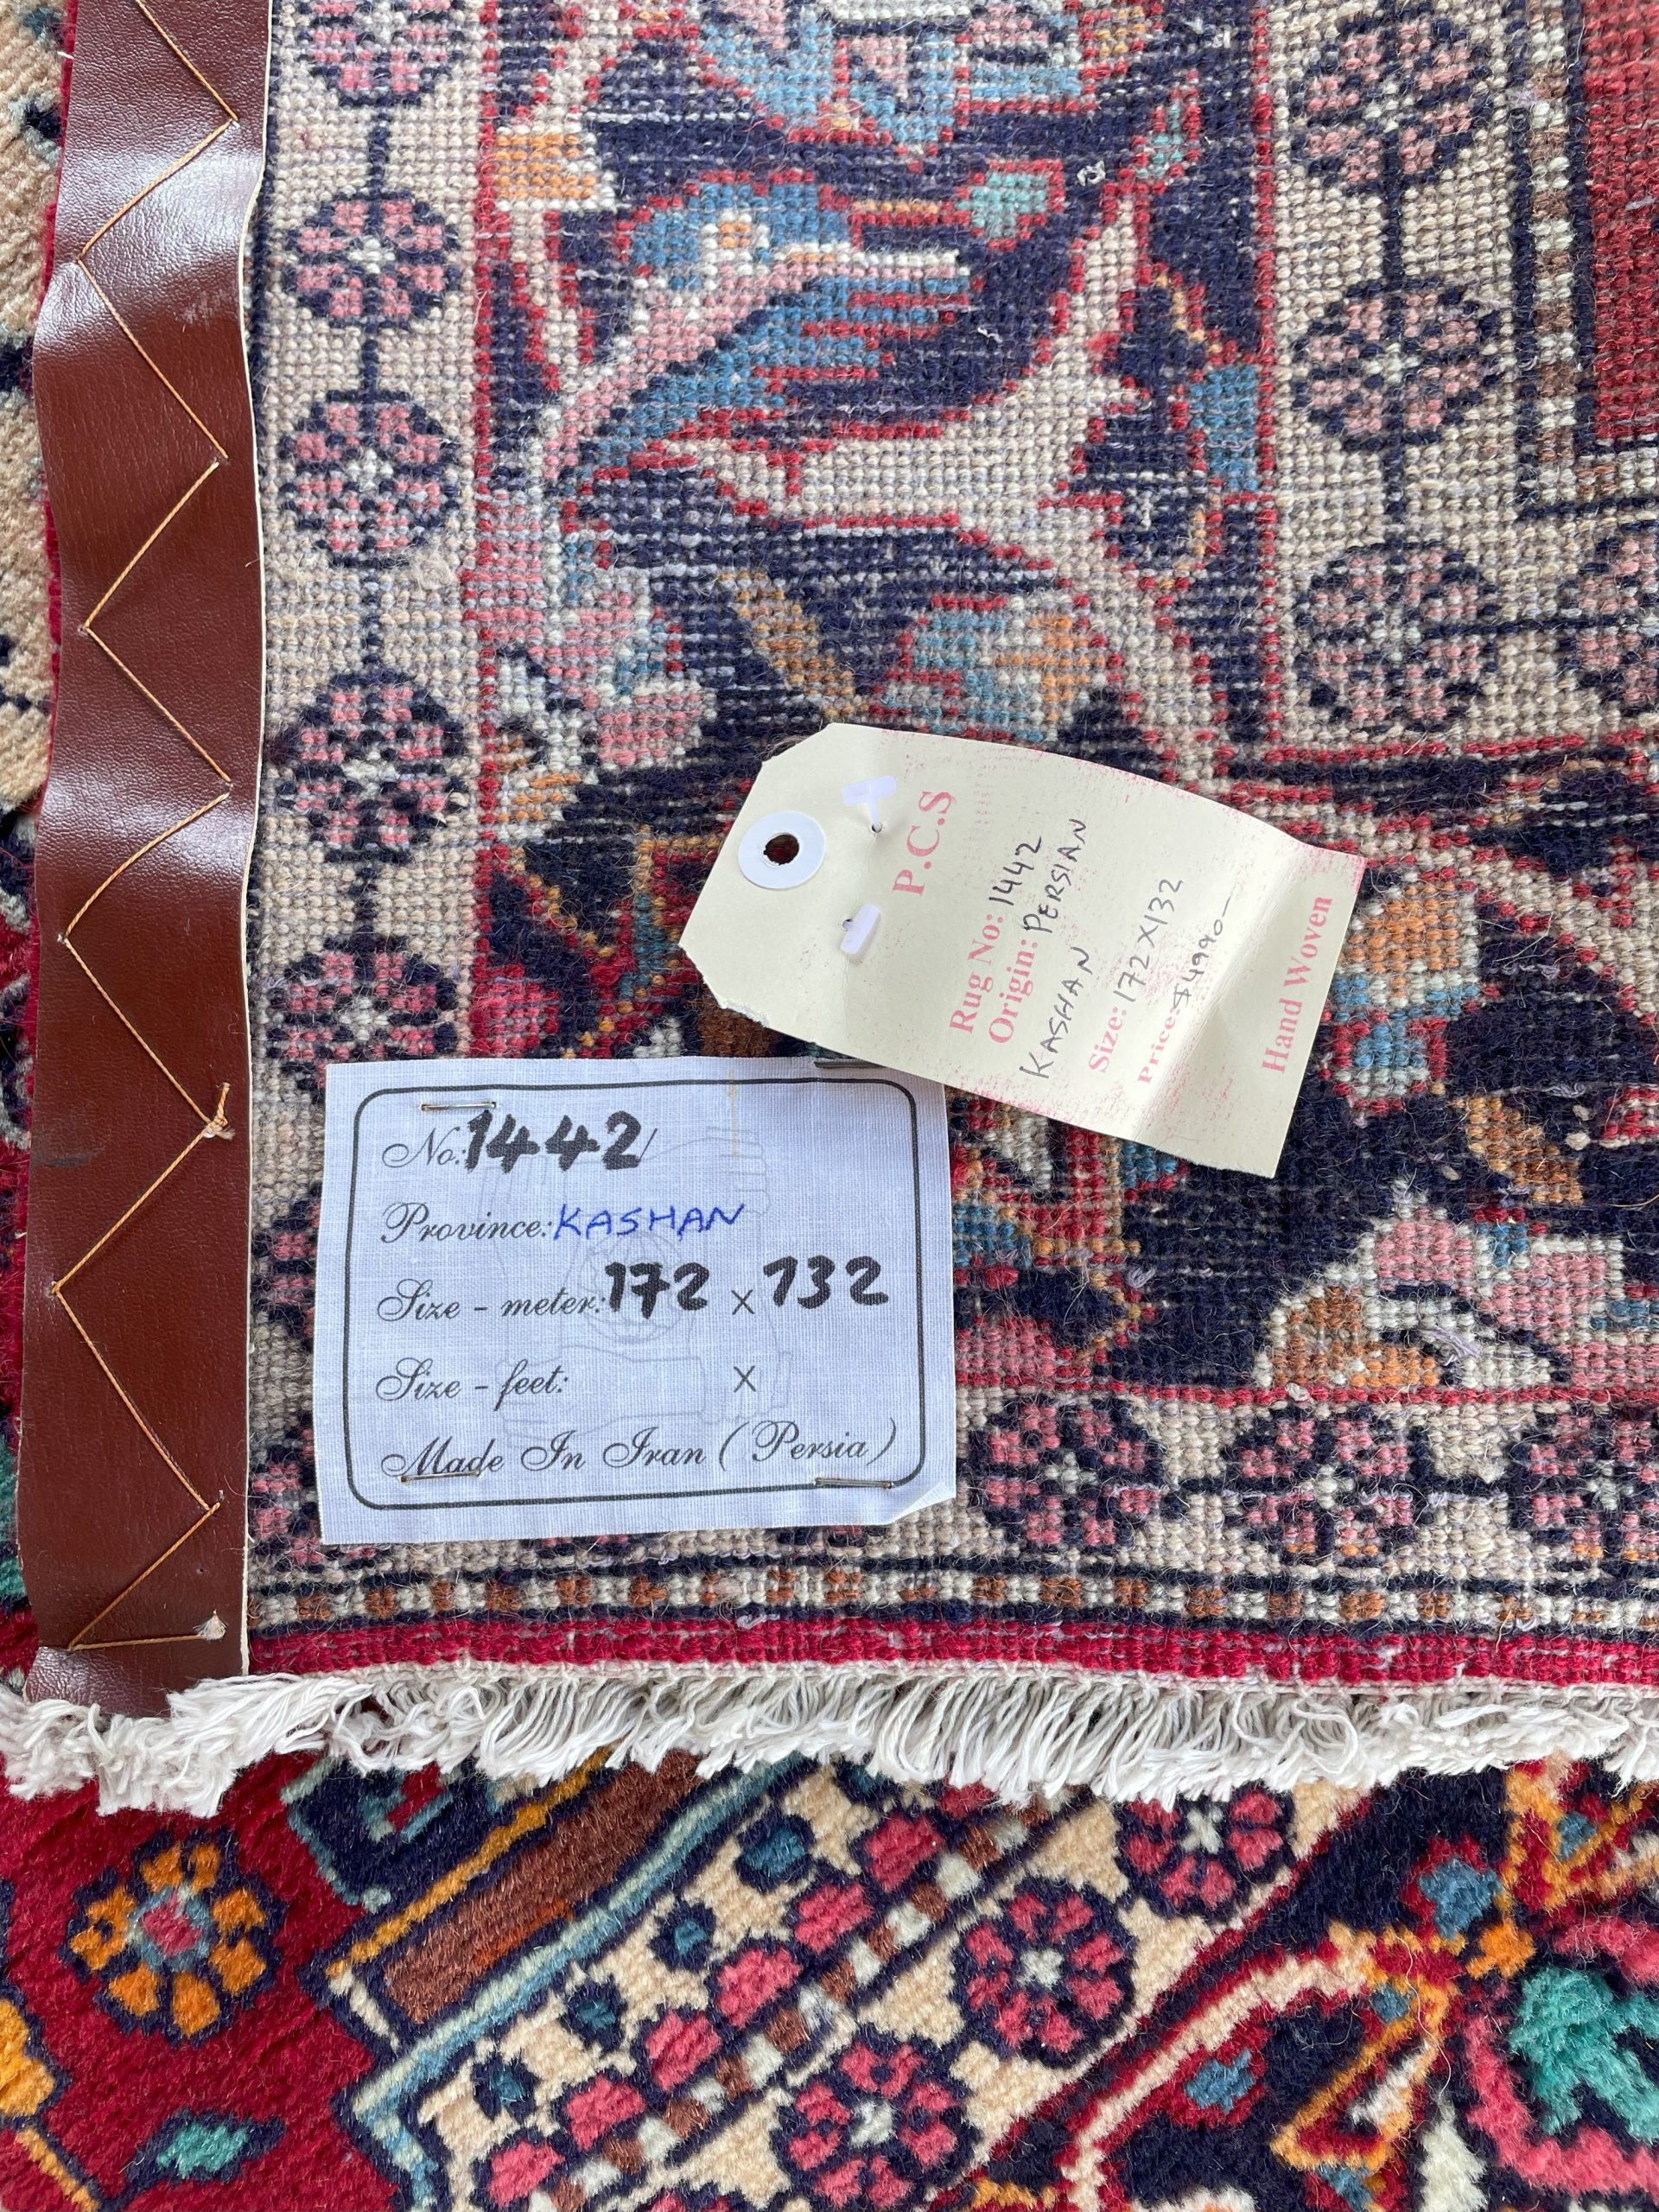 P.C.S
Rug No: 1442
Origin: PERSIAN
KASHAN
Size: 172 X 132
Price: $4990-
Hand Woven
No: 1442/
Province: KASHAN
Size - meter: 172 x 132
Size - feet: x
Made In Iran ( Persia )